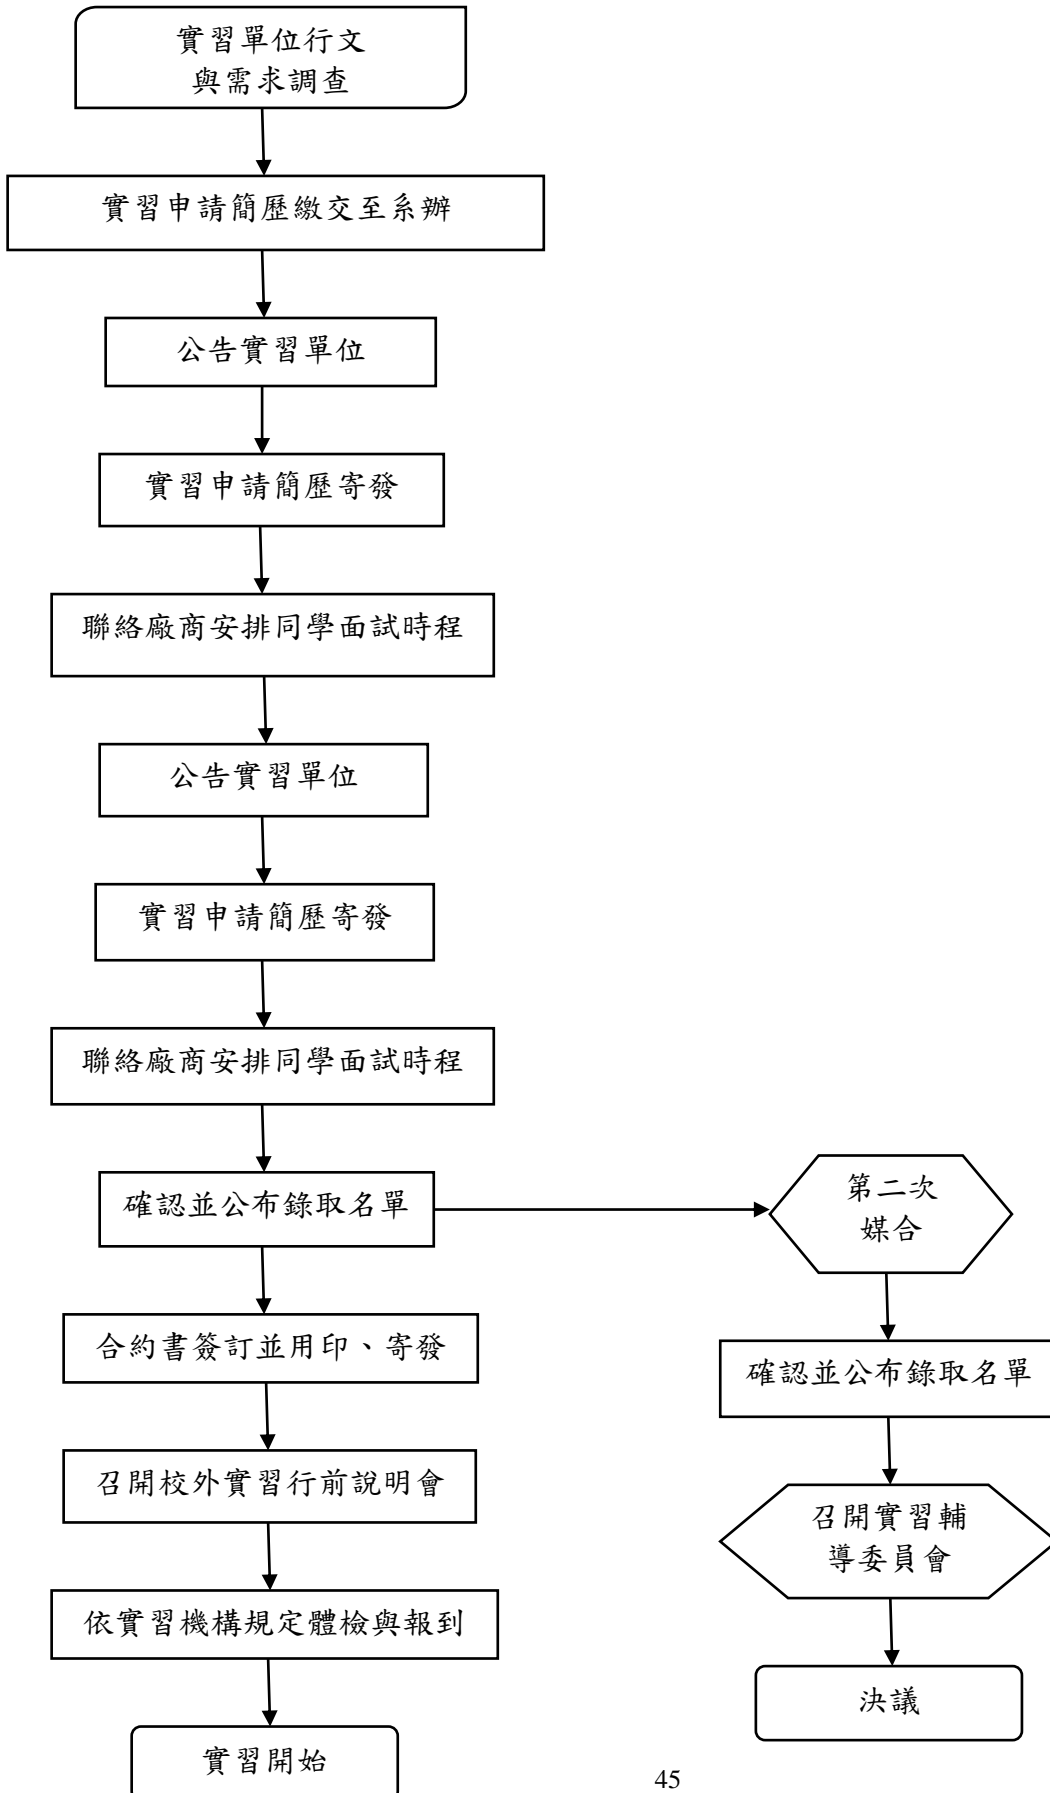 實習單位行文
與需求調查
實習申請簡歷繳交至系辦
公告實習單位
實習申請簡歷寄發
聯絡廠商安排同學面試時程
公告實習單位
實習申請簡歷寄發
聯絡廠商安排同學面試時程
確認並公布錄取名單
合約書簽訂並用印、寄發
召開校外實習行前說明會
依實習機構規定體檢與報到
實習開始
第二次
媒合
確認並公布錄取名單
召開實習輔
導委員會
決議
45